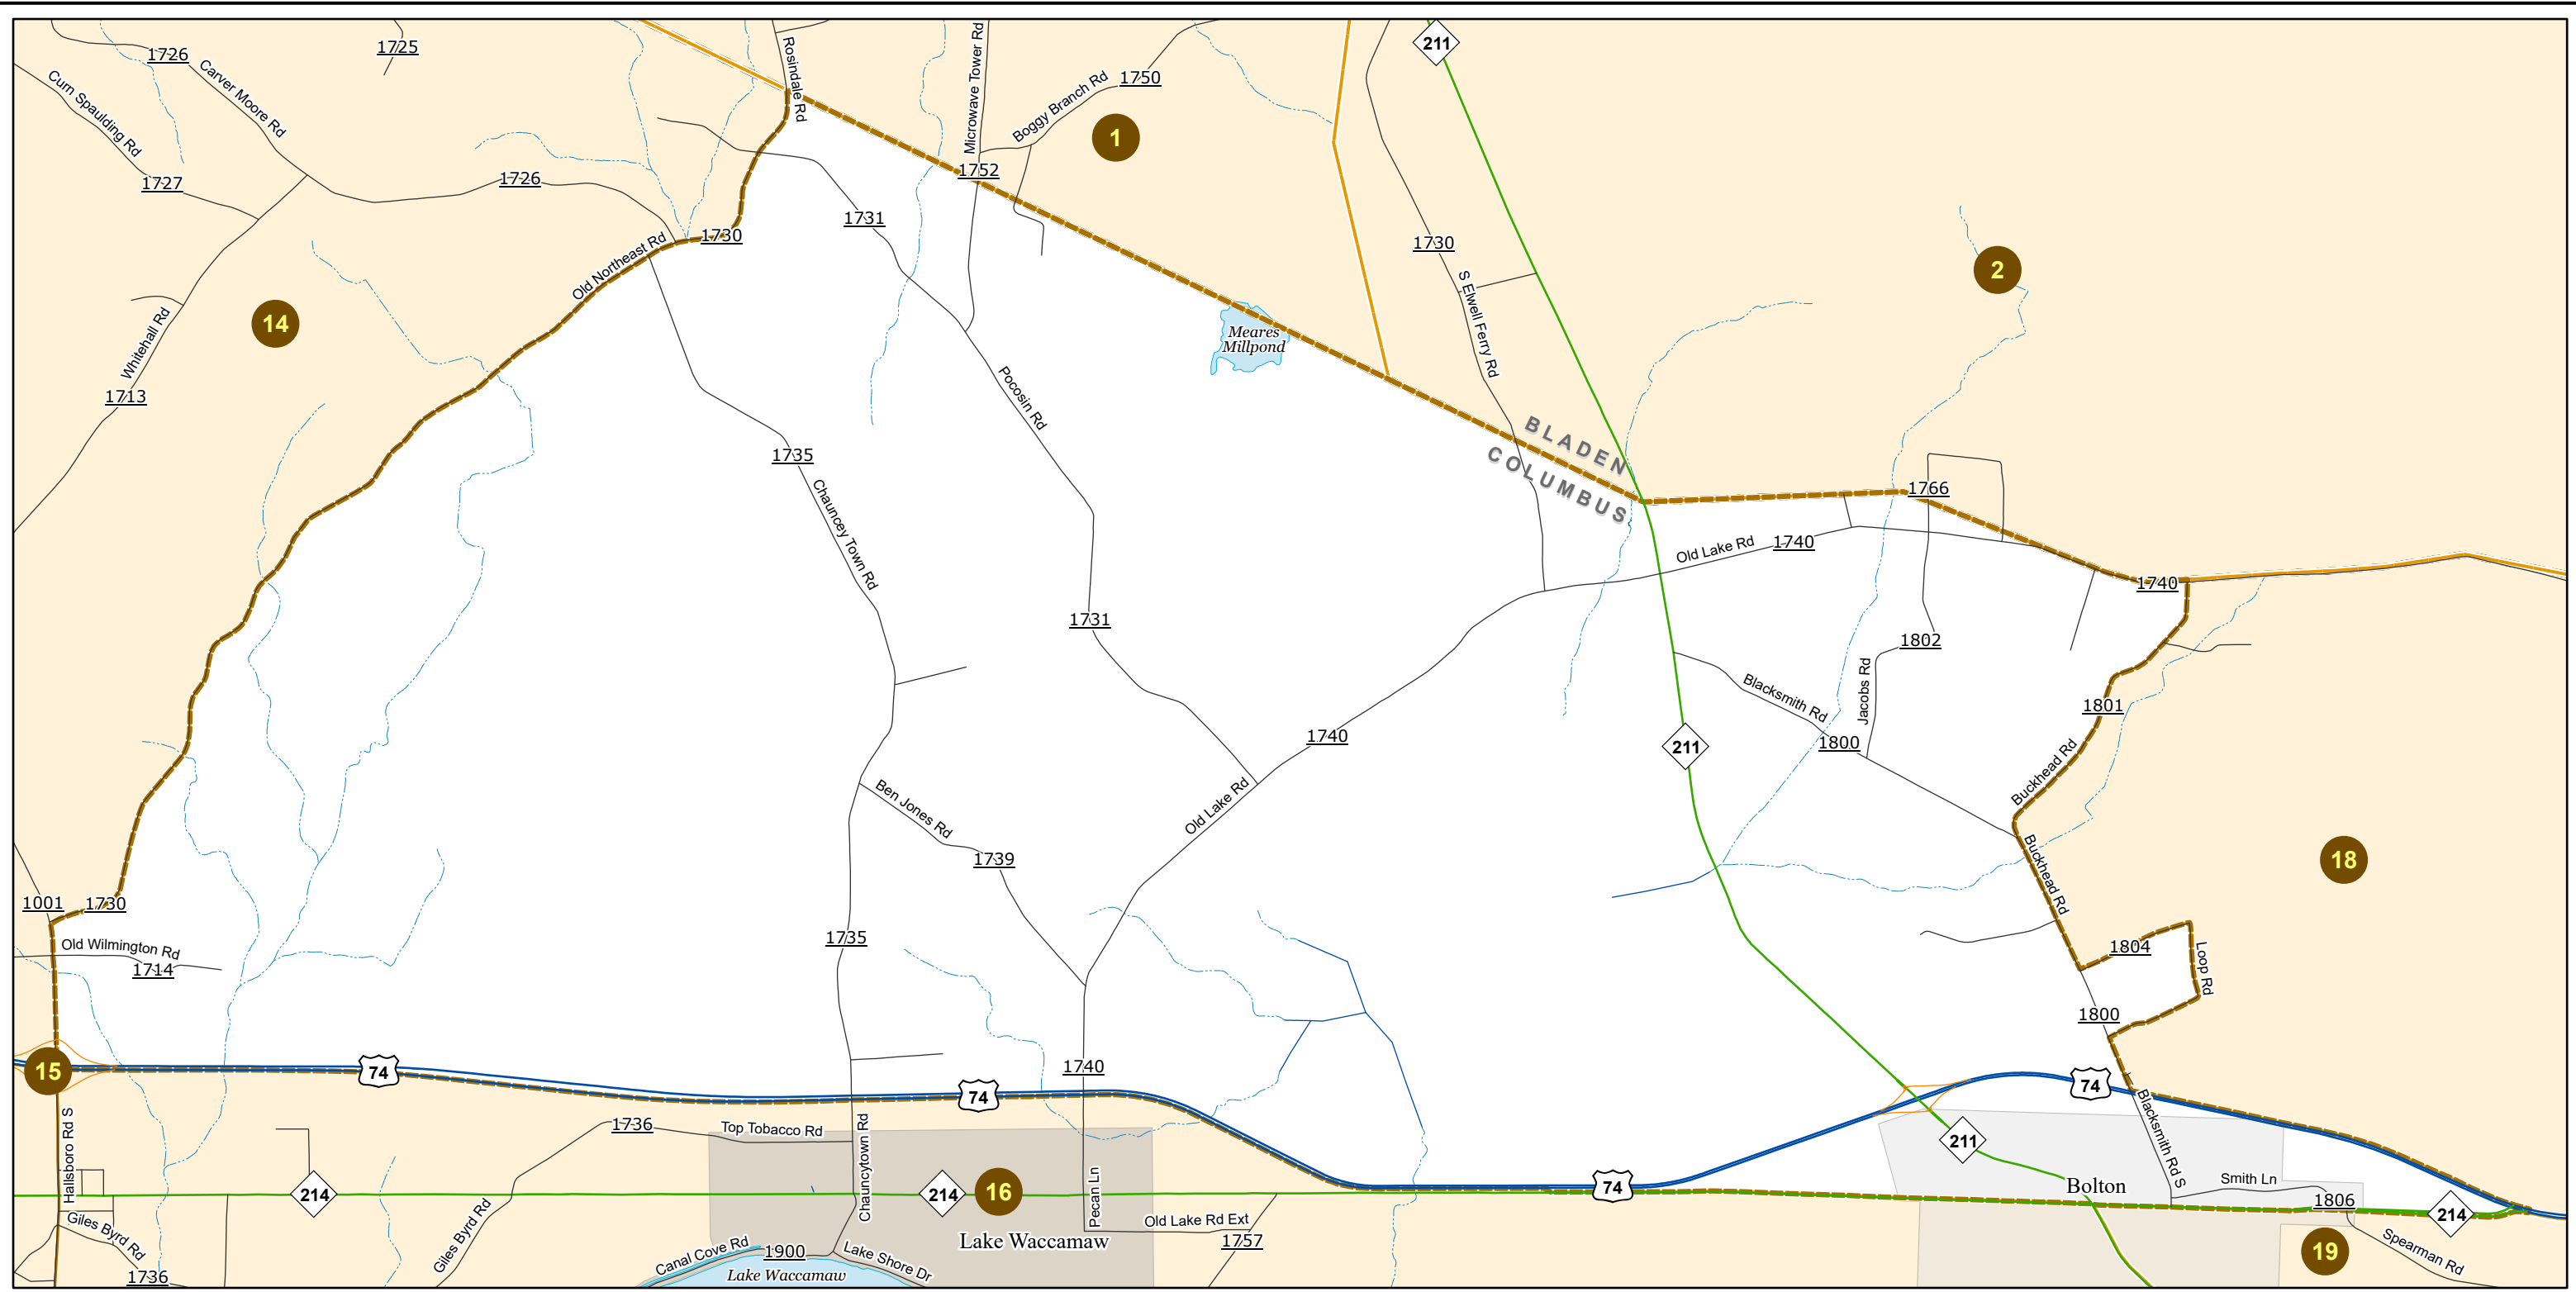 211
1726
1725
Rosindale Rd
Microwave Tower Rd
Carver Moore Rd
Curn Spaulding Rd
Boggy Branch Rd
1750
1
1752
1727
1726
1731
1730
1730
Old Northeast Rd
2
S Elwell Ferry Rd
14
Whitehall Rd
Meares
Millpond
1713
Pocosin Rd
BLADEN
COLUMBUS
1735
Chauncey Town Rd
1766
Old Lake Rd
1740
1740
1731
1802
Jacobs Rd
Blacksmith Rd
1801
1740
211
1800
Buckhead Rd
Old Lake Rd
Ben Jones Rd
1739
Buckhead Rd
18
1001
1730
Old Wilmington Rd
1714
1735
1804
Loop Rd
1800
15
74
1740
74
74
Hallsboro Rd S
1736
Top Tobacco Rd
Chauncytown Rd
Blacksmith Rd S
211
214
214
16
Pecan Ln
74
Smith Ln
Bolton
1806
214
Giles Byrd Rd
Giles Byrd Rd
Lake Waccamaw
Old Lake Rd Ext
1757
Canal Cove Rd
1900
Lake Shore Dr
19
Spearman Rd
1736
Lake Waccamaw